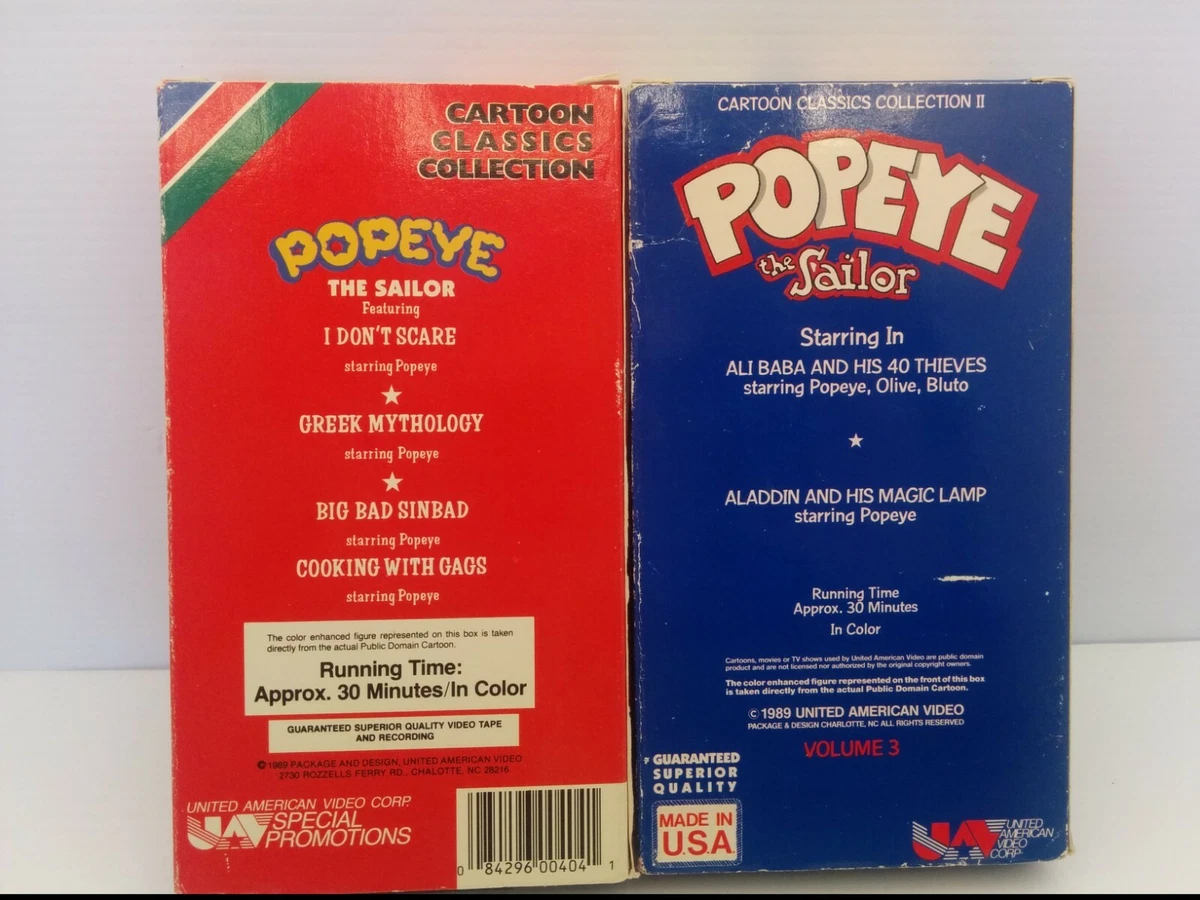 CARTOON
CLASSICS
COLLECTION
POPEYE
THE SAILOR
Featuring
I DON'T SCARE
starring Popeye
GREEK MYTHOLOGY
starring Popeye
BIG BAD SINBAD
starring Popeye
COOKING WITH GAGS
starring Popeye
The color enhanced figure represented on this box is taken
directly from the actual Public Domain Cartoon.
Running Time:
Approx. 30 Minutes/In Color
GUARANTEED SUPERIOR QUALITY VIDEO TAPE
AND RECORDING
©1989 PACKAGE AND DESIGN, UNITED AMERICAN VIDEO
2730 ROZZELLS FERRY RD., CHALOTTE, NC 28216
UNITED AMERICAN VIDEO CORP.
UAV SPECIAL
PROMOTIONS
0 84296 00404 1
CARTOON CLASSICS COLLECTION II
POPEYE
the Sailor
Starring In
ALI BABA AND HIS 40 THIEVES
starring Popeye, Olive, Bluto
ALADDIN AND HIS MAGIC LAMP
starring Popeye
Running Time
Approx. 30 Minutes
In Color
Cartoons, movies or TV shows used by United American Video are public domain
product and are not licensed nor authorized by the original copyright owners.
The color enhanced figure represented on the front of this box
is taken directly from the actual Public Domain Cartoon.
© 1989 UNITED AMERICAN VIDEO
PACKAGE & DESIGN CHARLOTTE, NC ALL RIGHTS RESERVED
VOLUME 3
GUARANTEED
SUPERIOR
QUALITY
MADE IN
U.S.A.
UAV UNITED
AMERICAN
VIDEO
CORP.